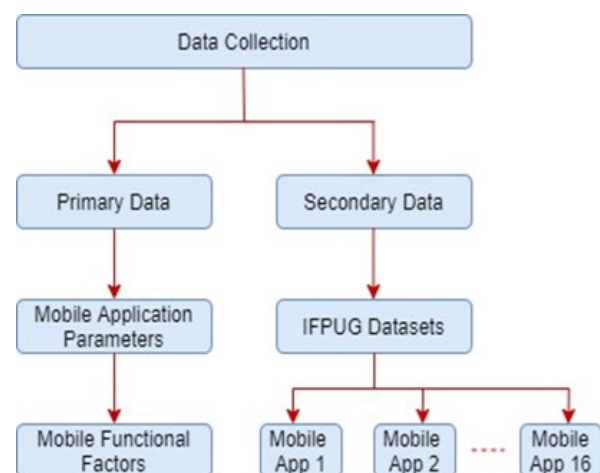 Data Collection
Primary Data
Secondary Data
Mobile Application
Parameters
IFPUG Datasets
Mobile Functional
Factors
Mobile
App 1
Mobile
App 2
Mobile
App 16